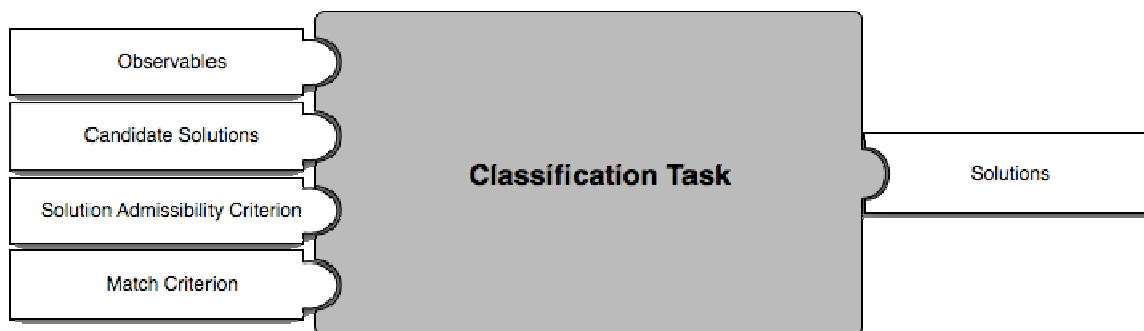 Observables
Candidate Solutions
Solution Admissibility Criterion
Match Criterion
Classification Task
Solutions